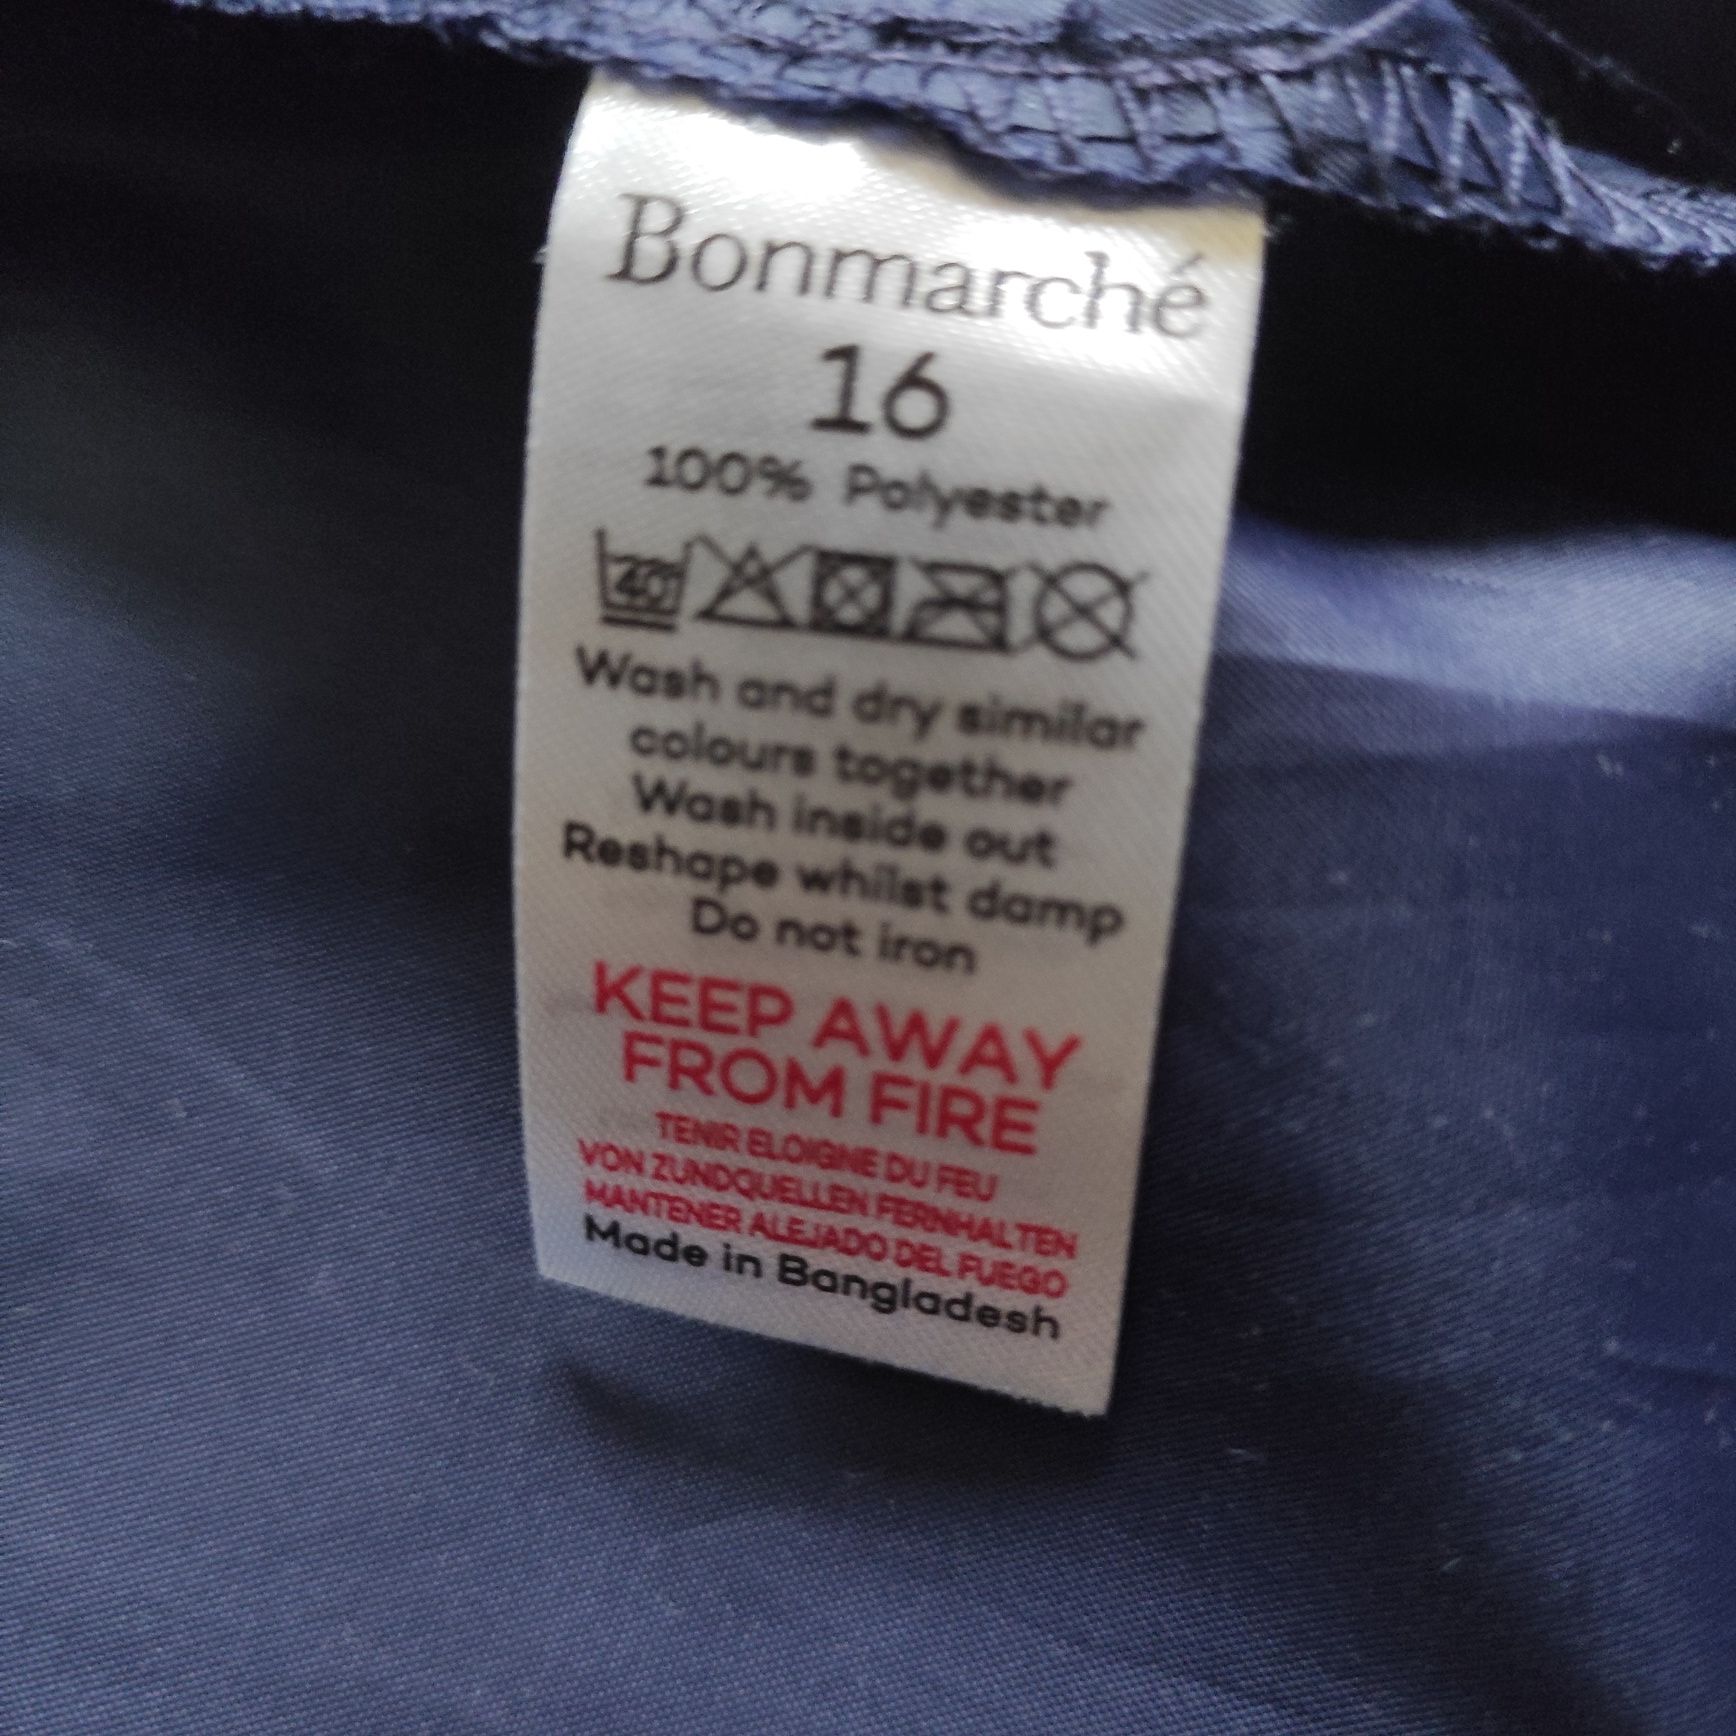 Bonmarché
16
100% Polyester
40
Wash and dry similar
colours together
Wash inside out
Reshape whilst damp
Do not iron
KEEP AWAY
FROM FIRE
TENIR ELOIGNE DU FEU
VON ZUNDQUELLEN FERNHALTEN
MANTENER ALEJADO DEL FUEGO
Made in Bangladesh